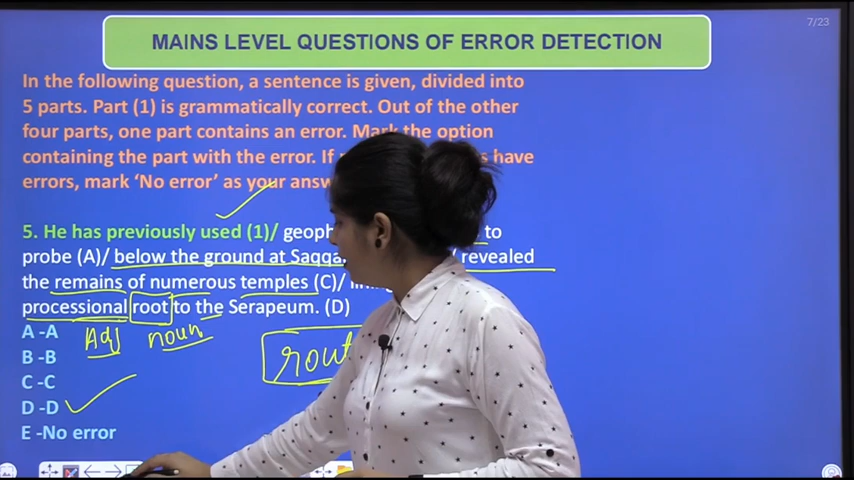 7/23
MAINS LEVEL QUESTIONS OF ERROR DETECTION
In the following question, a sentence is given, divided into
5 parts. Part (1) is grammatically correct. Out of the other
four parts, one part contains an error. Mark the option
containing the part with the error. If have
errors, mark 'No error' as your
5. He has previously used (1)/ to
probe (A)/ below the ground at / revealed
the remains of numerous temples (C)/
processional root to the Serapeum. (D)
A -A
Adj noun
B -B
C -C
D -D
E -No error